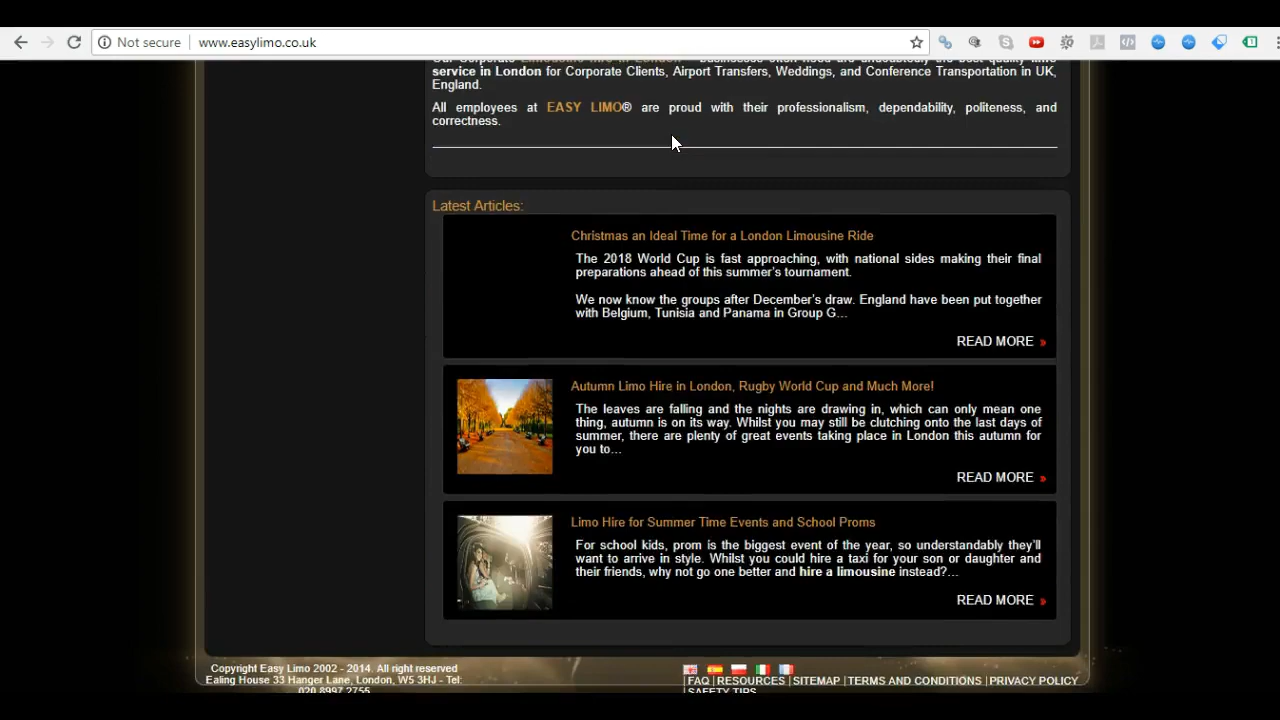 Not secure
www.easylimo.co.uk
service in London for Corporate Clients, Airport Transfers, Weddings, and Conference Transportation in UK,
England.
All employees at EASY LIMO® are proud with their professionalism, dependability, politeness, and
correctness.
Latest Articles:
Christmas an Ideal Time for a London Limousine Ride
The 2018 World Cup is fast approaching, with national sides making their final
preparations ahead of this summer's tournament.
We now know the groups after December's draw. England have been put together
with Belgium, Tunisia and Panama in Group G...
READ MORE »
Autumn Limo Hire in London, Rugby World Cup and Much More!
The leaves are falling and the nights are drawing in, which can only mean one
thing, autumn is on its way. Whilst you may still be clutching onto the last days of
summer, there are plenty of great events taking place in London this autumn for
you to...
READ MORE »
Limo Hire for Summer Time Events and School Proms
For school kids, prom is the biggest event of the year, so understandably they'll
want to arrive in style. Whilst you could hire a taxi for your son or daughter and
their friends, why not go one better and hire a limousine instead?...
READ MORE »
Copyright Easy Limo 2002 - 2014. All right reserved
Ealing House 33 Hanger Lane, London, W5 3HJ - Tel:
020 8997 2755
| FAQ | RESOURCES | SITEMAP | TERMS AND CONDITIONS | PRIVACY POLICY
| SAFETY TIPS